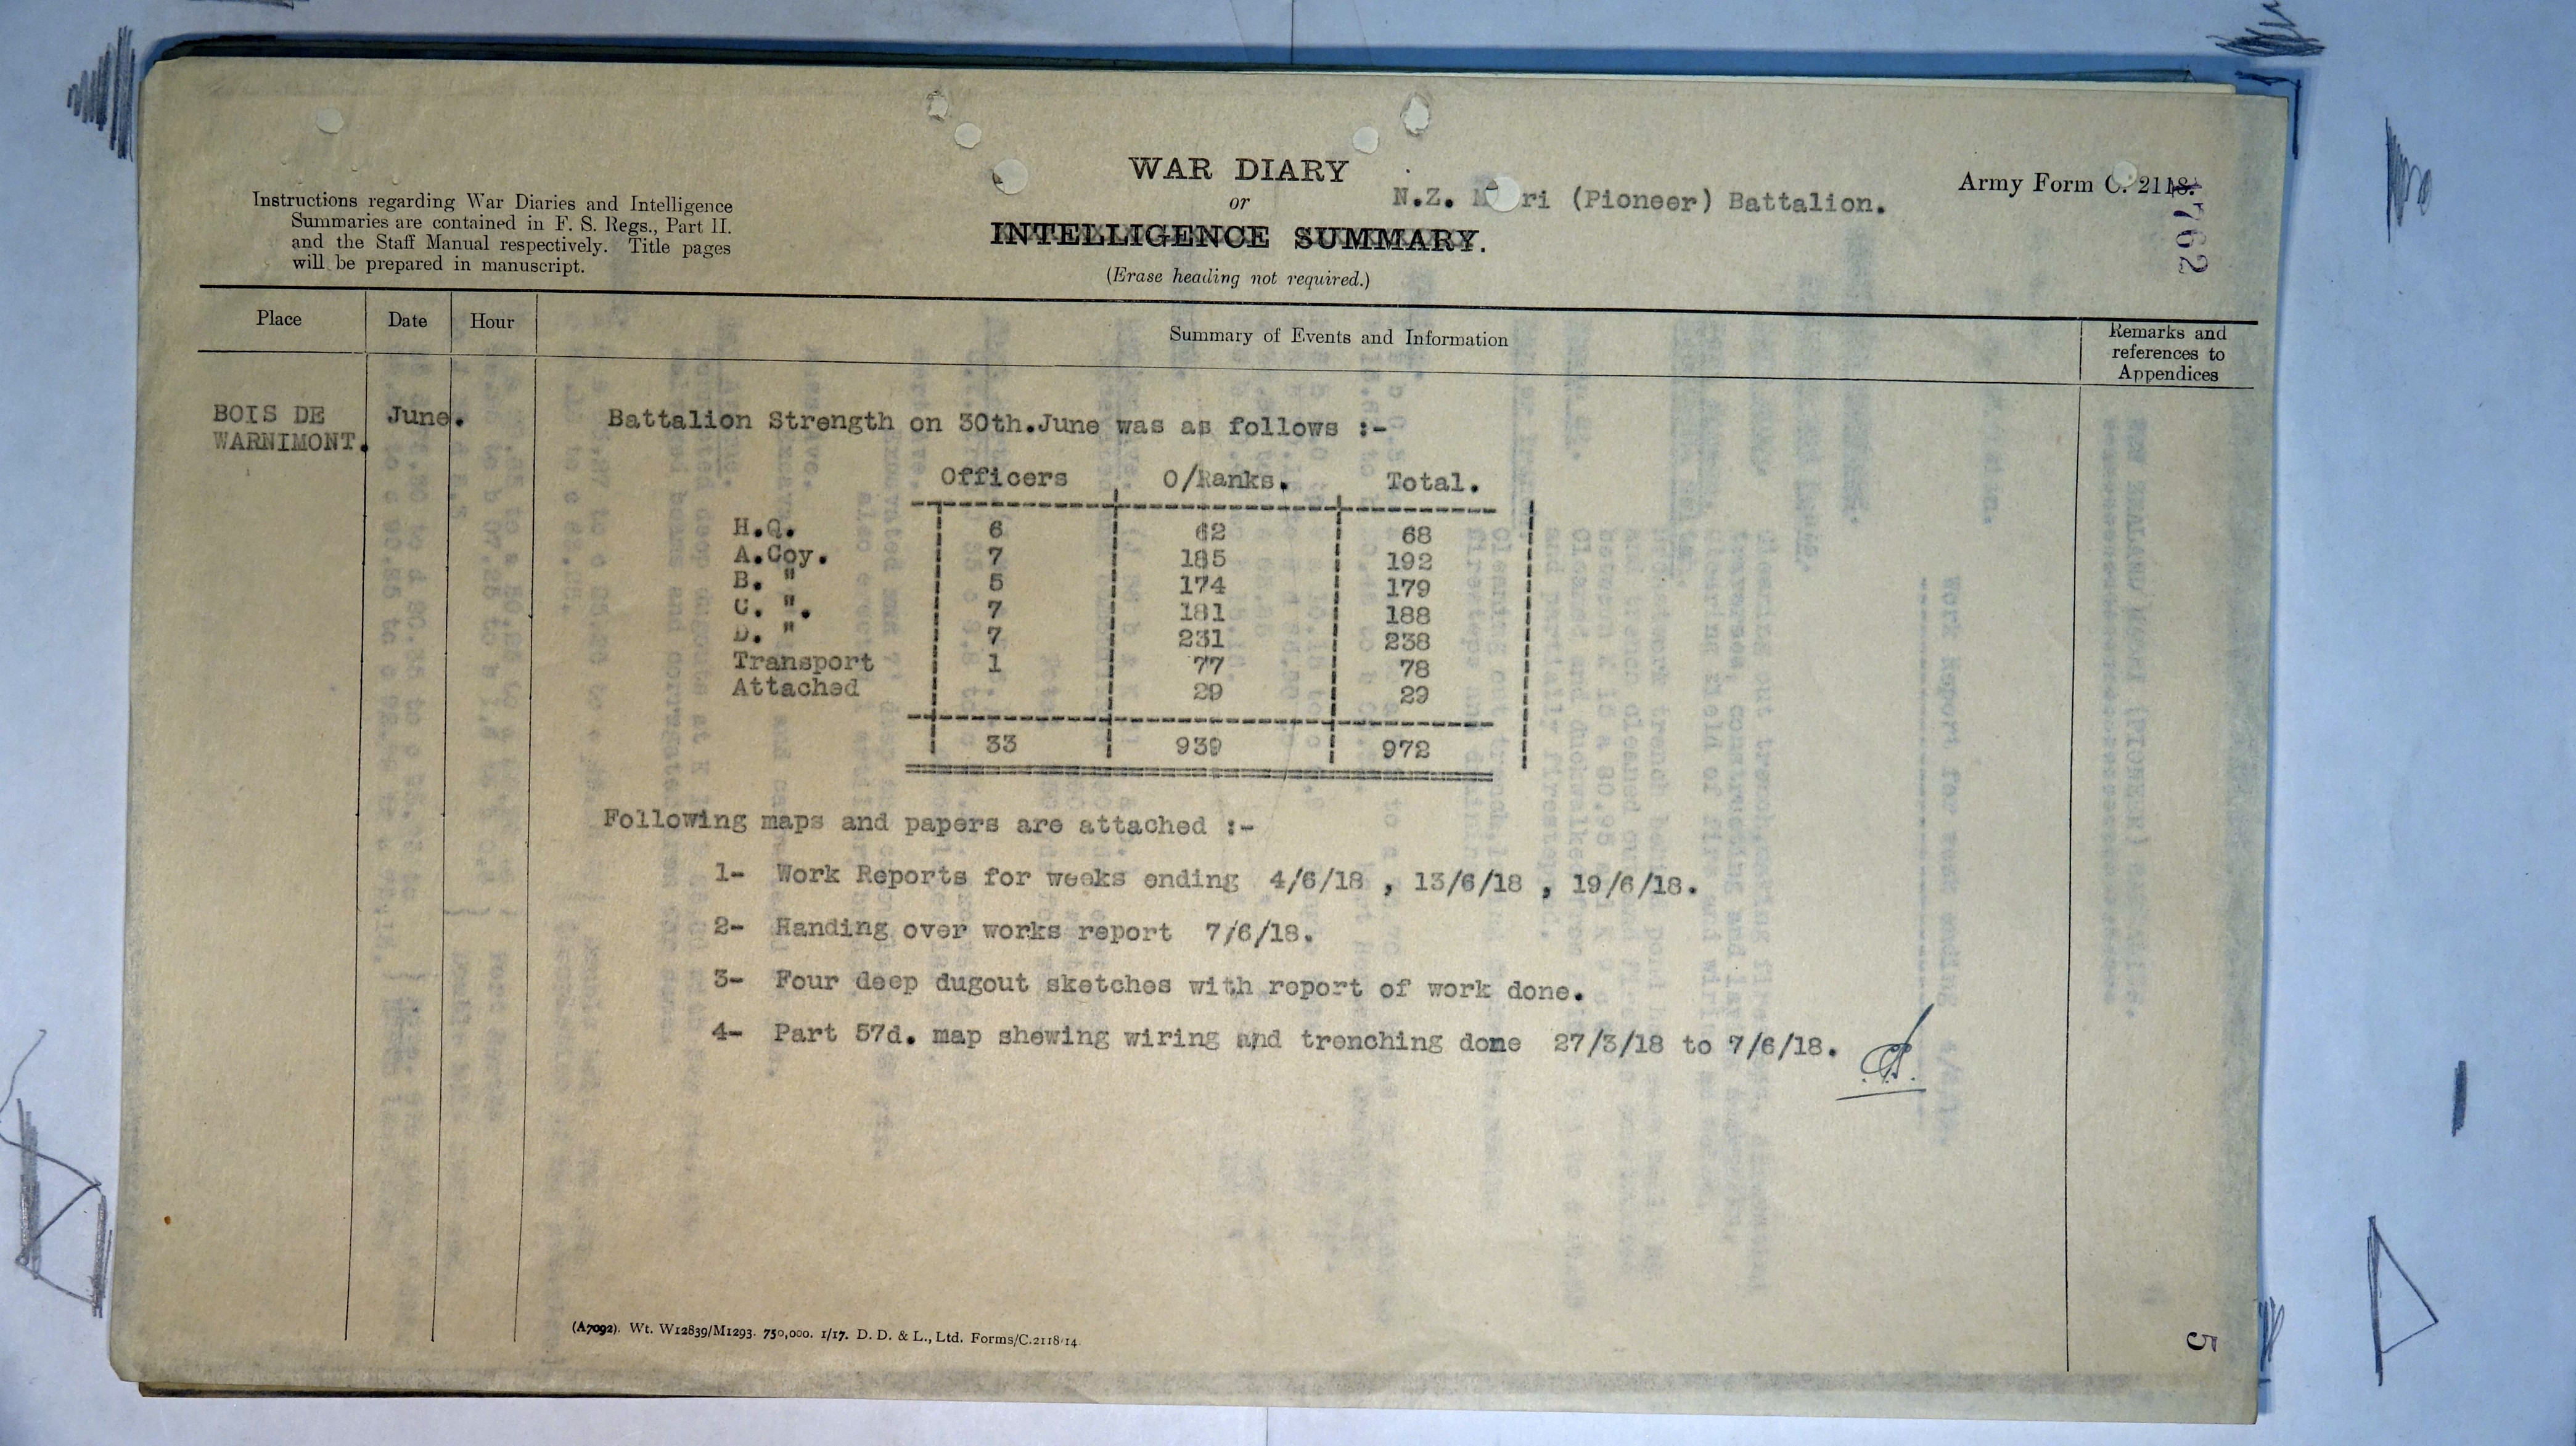 Instructions regarding War Diaries and Intelligence
Summaries are contained in F. S. Regs., Part II.
and the Staff Manual respectively. Title pages
will be prepared in manuscript.
WAR DIARY
or
INTELLIGENCE SUMMARY.
(Erase heading not required.)
N.Z. M ri (Pioneer) Battalion.
Army Form C. 2118.
1762
Place Date Hour Summary of Events and Information Remarks and
references to
Appendices
BOIS DE
WARNIMONT.
June.
Battalion Strength on 30th.June was as follows :-
Officers O/Ranks. Total.
H.Q. 6 62 68
A.Coy. 7 185 192
B. " 5 174 179
C. ". 7 181 188
D. " 7 231 238
Transport 1 77 78
Attached 29 29
33 939 972
Following maps and papers are attached :-
1- Work Reports for weeks ending 4/6/18 , 13/6/18 , 19/6/18.
2- Handing over works report 7/6/18.
3- Four deep dugout sketches with report of work done.
4- Part 57d. map shewing wiring and trenching done 27/3/18 to 7/6/18.
(A7092). Wt. W12839/M1293. 750,000. 1/17. D. D. & L., Ltd. Forms/C.2118/14.
5